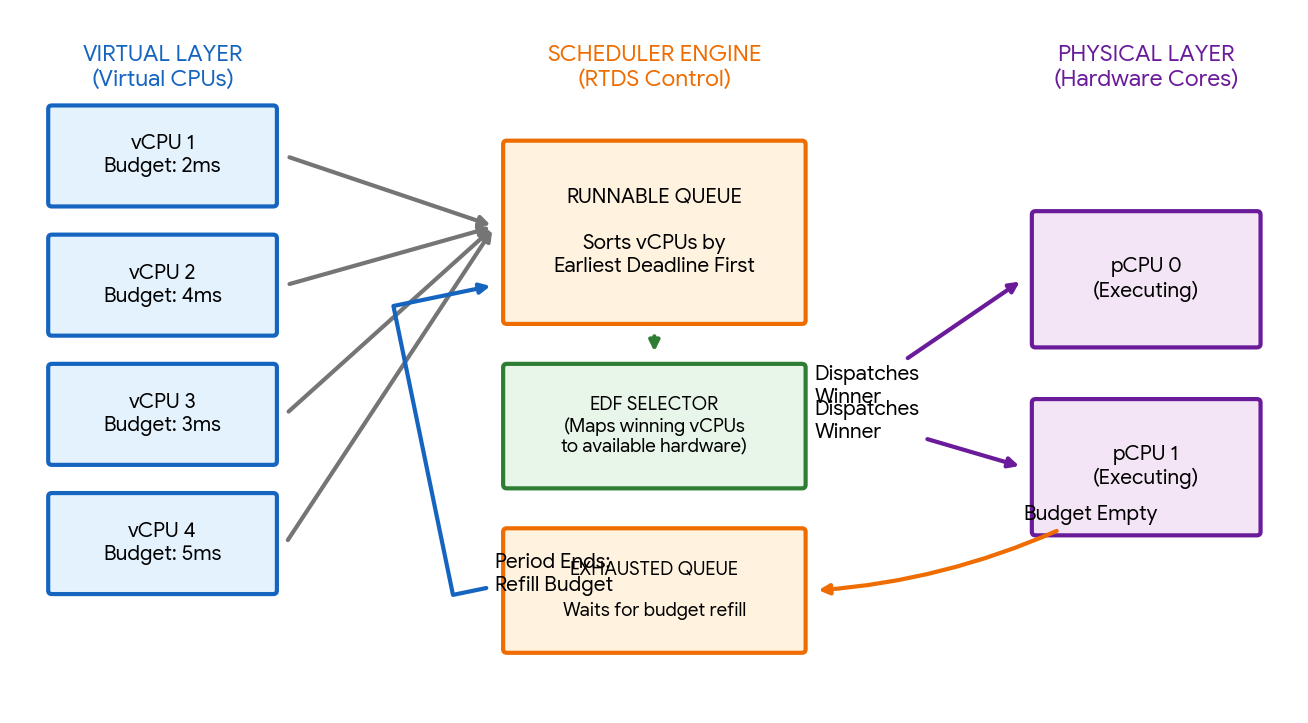 VIRTUAL LAYER
(Virtual CPUs)
SCHEDULER ENGINE
(RTDS Control)
PHYSICAL LAYER
(Hardware Cores)
vCPU 1
Budget: 2ms
vCPU 2
Budget: 4ms
vCPU 3
Budget: 3ms
vCPU 4
Budget: 5ms
RUNNABLE QUEUE
Sorts vCPUs by
Earliest Deadline First
EDF SELECTOR
(Maps winning vCPUs
to available hardware)
Period Ends:
Refill Budget
EXHAUSTED QUEUE
Waits for budget refill
Dispatches
Winner
Dispatches
Winner
pCPU 0
(Executing)
pCPU 1
(Executing)
Budget Empty